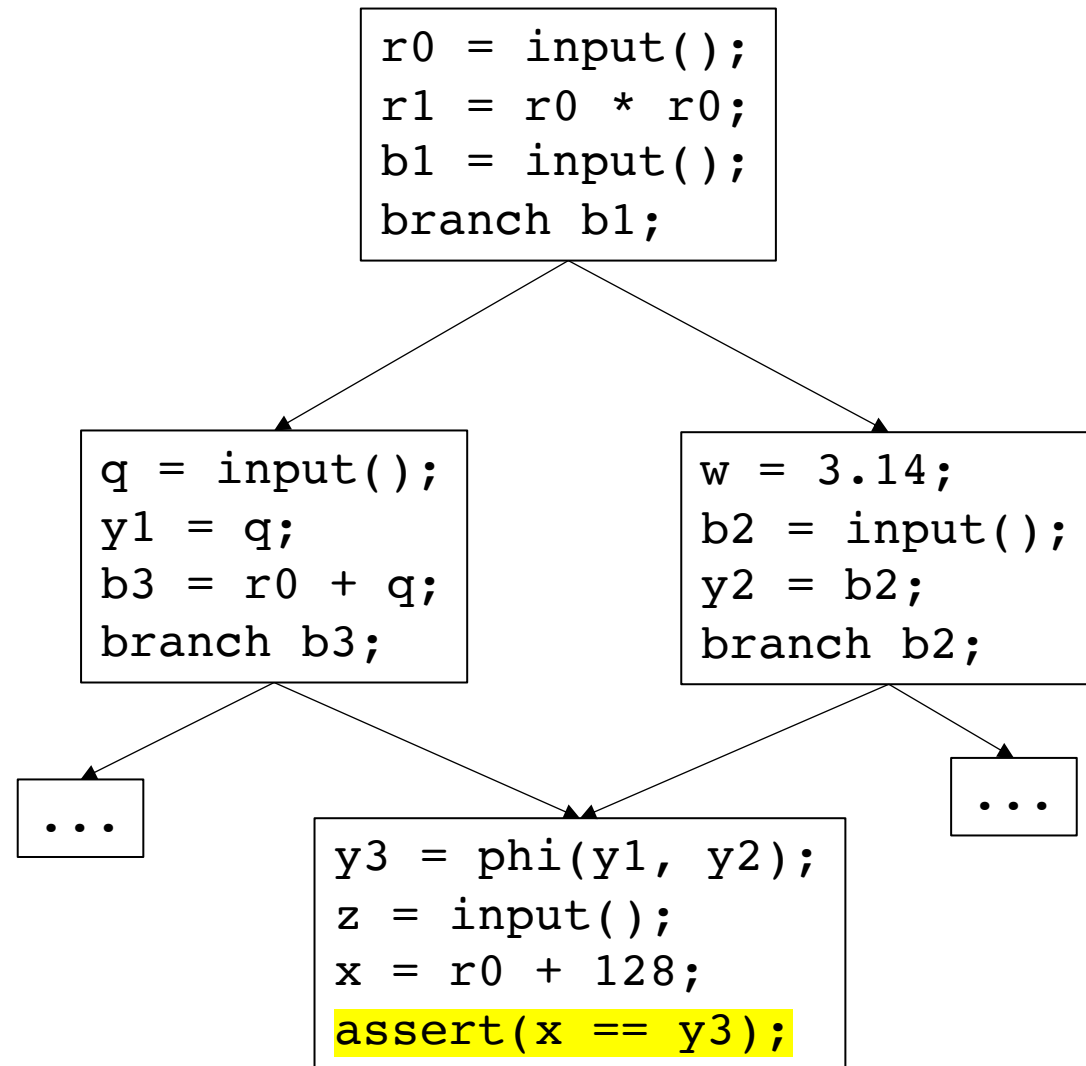 r0 = input();
r1 = r0 * r0;
b1 = input();
branch b1;
q = input();
y1 = q;
b3 = r0 + q;
branch b3;
w = 3.14;
b2 = input();
y2 = b2;
branch b2;
...
...
y3 = phi(y1, y2);
z = input();
x = r0 + 128;
assert(x == y3);